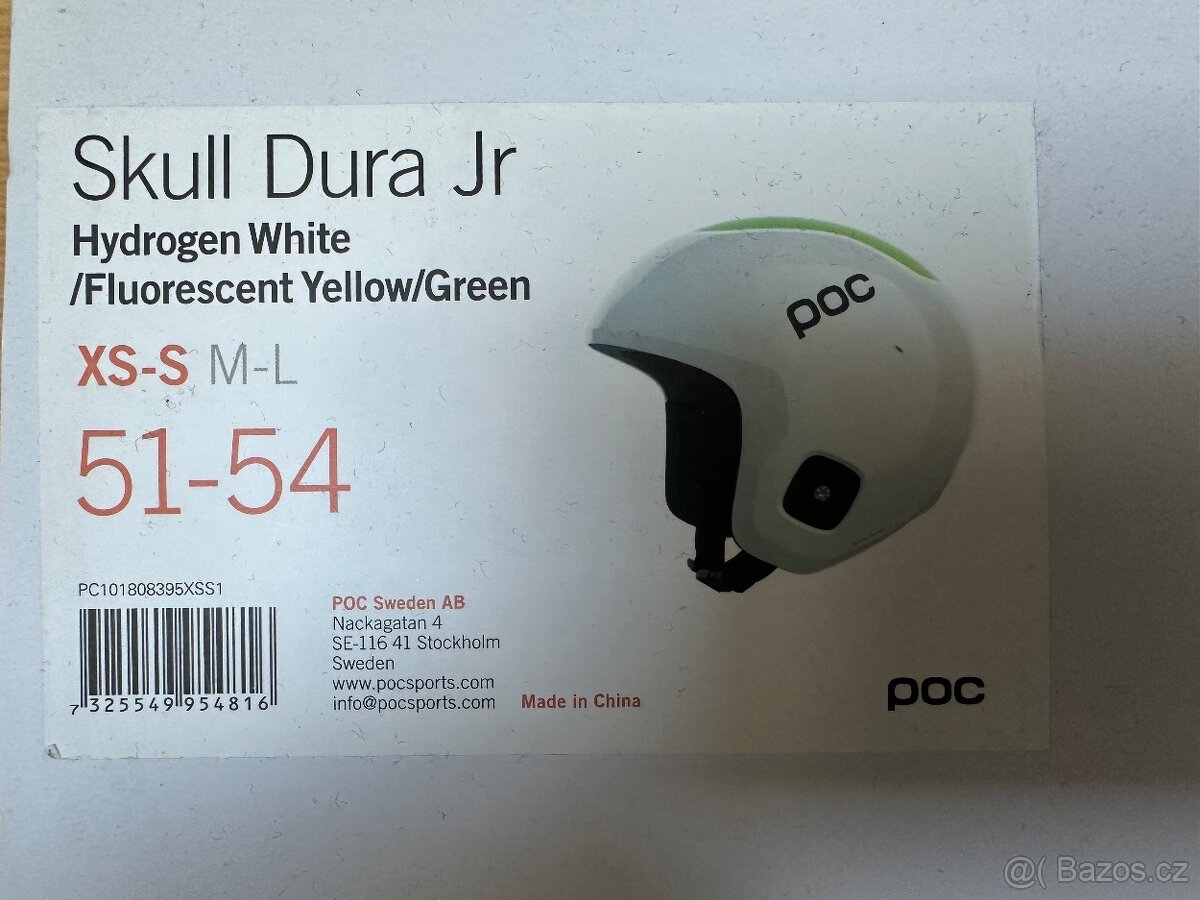 Skull Dura Jr
Hydrogen White
/Fluorescent Yellow/Green
XS-S M-L
51-54
PC101808395XSS1
7 325549 954816
POC Sweden AB
Nackagatan 4
SE-116 41 Stockholm
Sweden
www.pocsports.com
info@pocsports.com
Made in China
poc
poc
@( Bazos.cz